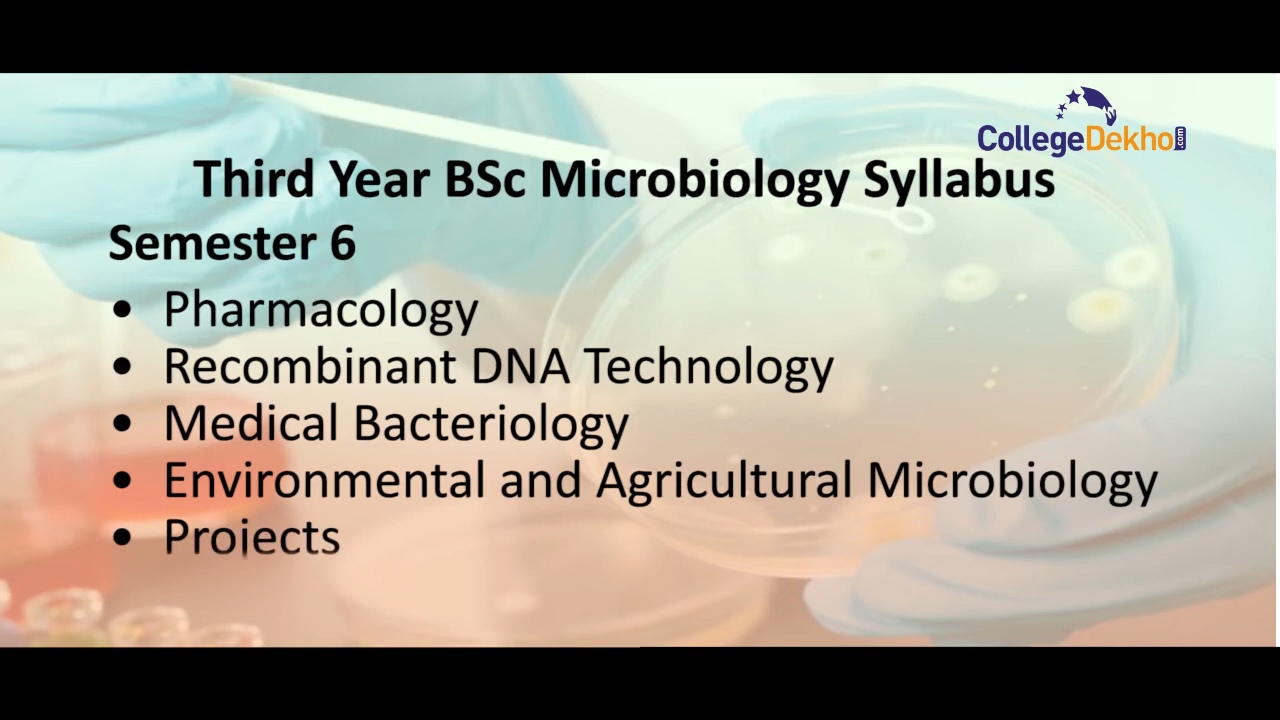 CollegeDekho.com
Third Year BSc Microbiology Syllabus
Semester 6
• Pharmacology
• Recombinant DNA Technology
• Medical Bacteriology
• Environmental and Agricultural Microbiology
• Projects